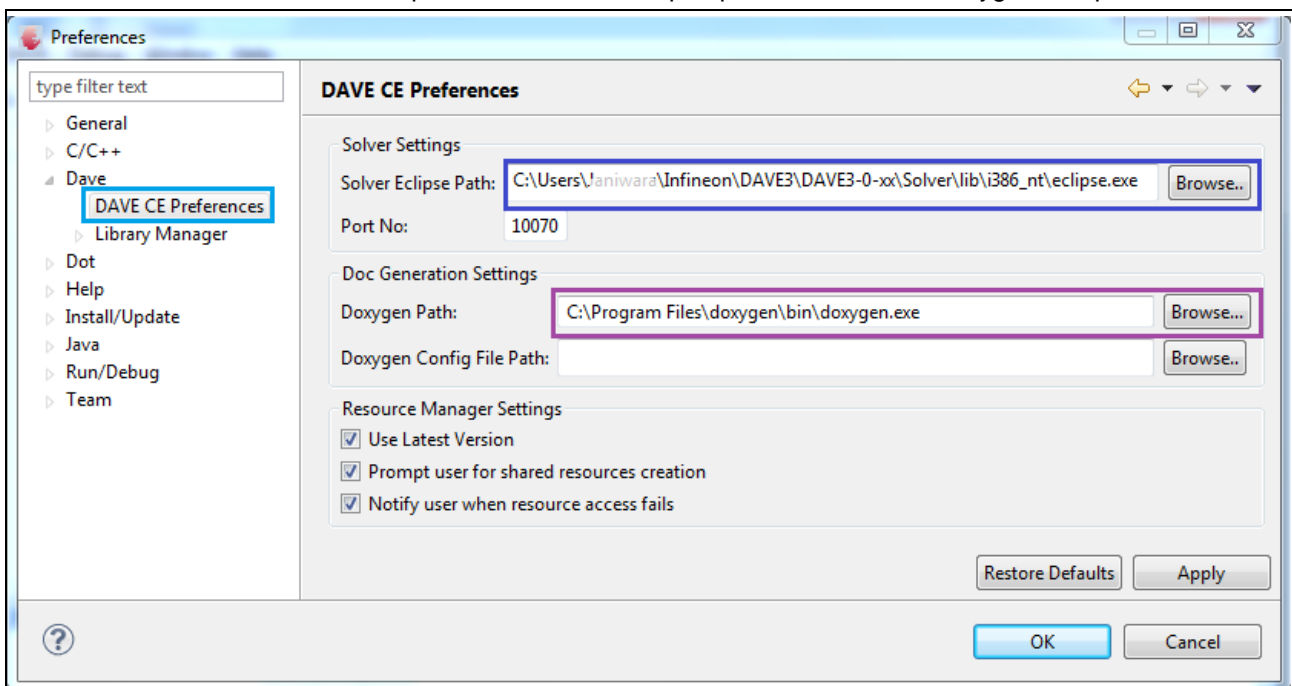 Preferences
type filter text
General
C/C++
Dave
DAVE CE Preferences
Library Manager
Dot
Help
Install/Update
Java
Run/Debug
Team
DAVE CE Preferences
Solver Settings
Solver Eclipse Path: C:\Users\Janiwara\Infineon\DAVE3\DAVE3-0-xx\Solver\lib\i386_nt\eclipse.exe Browse..
Port No: 10070
Doc Generation Settings
Doxygen Path: C:\Program Files\doxygen\bin\doxygen.exe Browse...
Doxygen Config File Path: Browse..
Resource Manager Settings
Use Latest Version
Prompt user for shared resources creation
Notify user when resource access fails
Restore Defaults Apply
OK Cancel